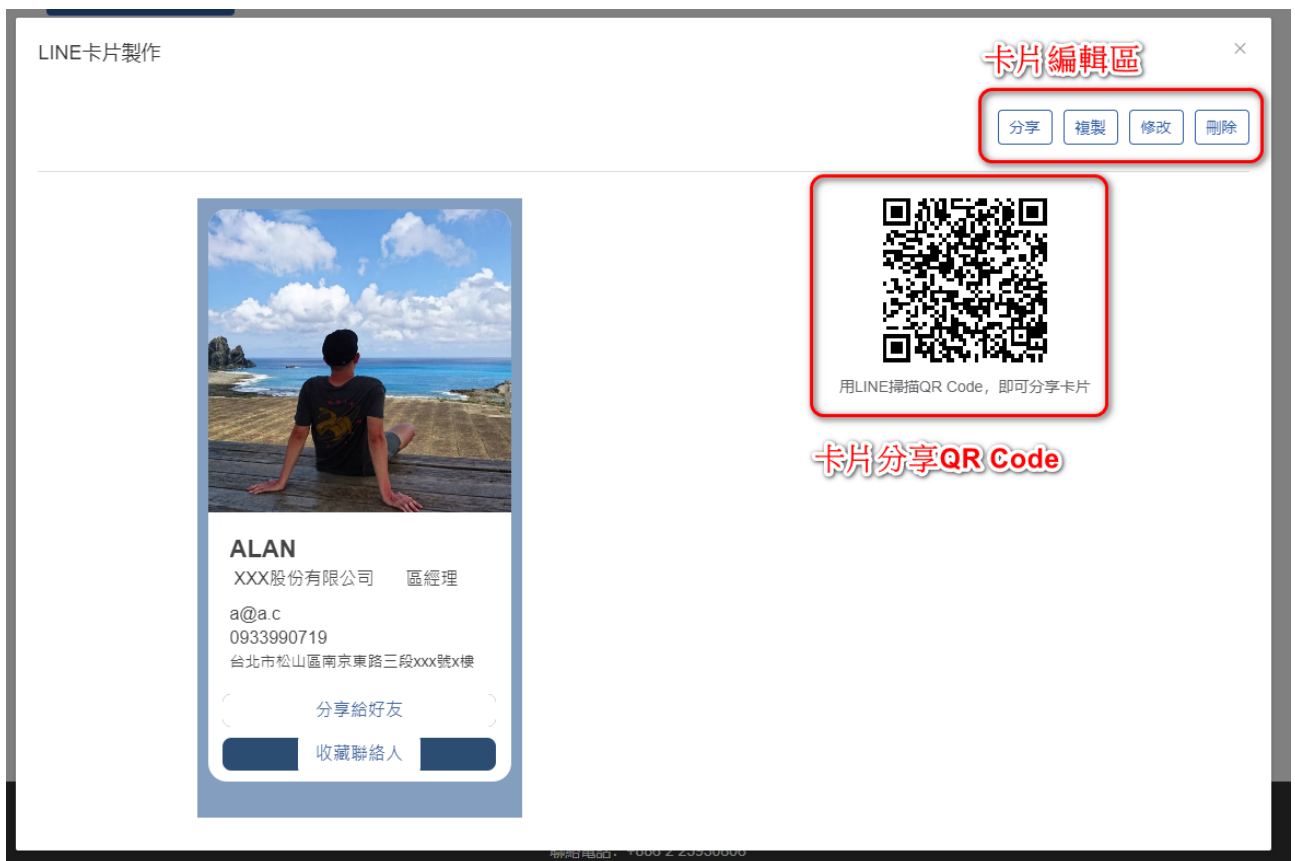 LINE卡片製作
卡片編輯區
分享 複製 修改 刪除
用LINE掃描QR Code，即可分享卡片
卡片分享QR Code
ALAN
XXX股份有限公司 區經理
a@a.c
0933990719
台北市松山區南京東路三段xxx號x樓
分享給好友
收藏聯絡人